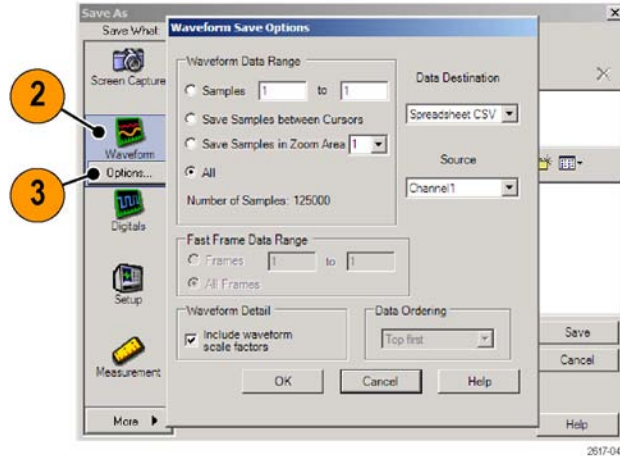 Save As
Save What:
Waveform Save Options
Screen Capture
2
Waveform
3
Options...
Digitals
Setup
Measurement
More
Waveform Data Range
Samples 1 to 1
Save Samples between Cursors
Save Samples in Zoom Area 1
All
Number of Samples: 125000
Data Destination
Spreadsheet CSV
Source
Channel1
Fast Frame Data Range
Frames 1 to 1
All Frames
Waveform Detail
Include waveform
scale factors
Data Ordering
Top first
OK
Cancel
Help
Save
Cancel
Help
2617-04